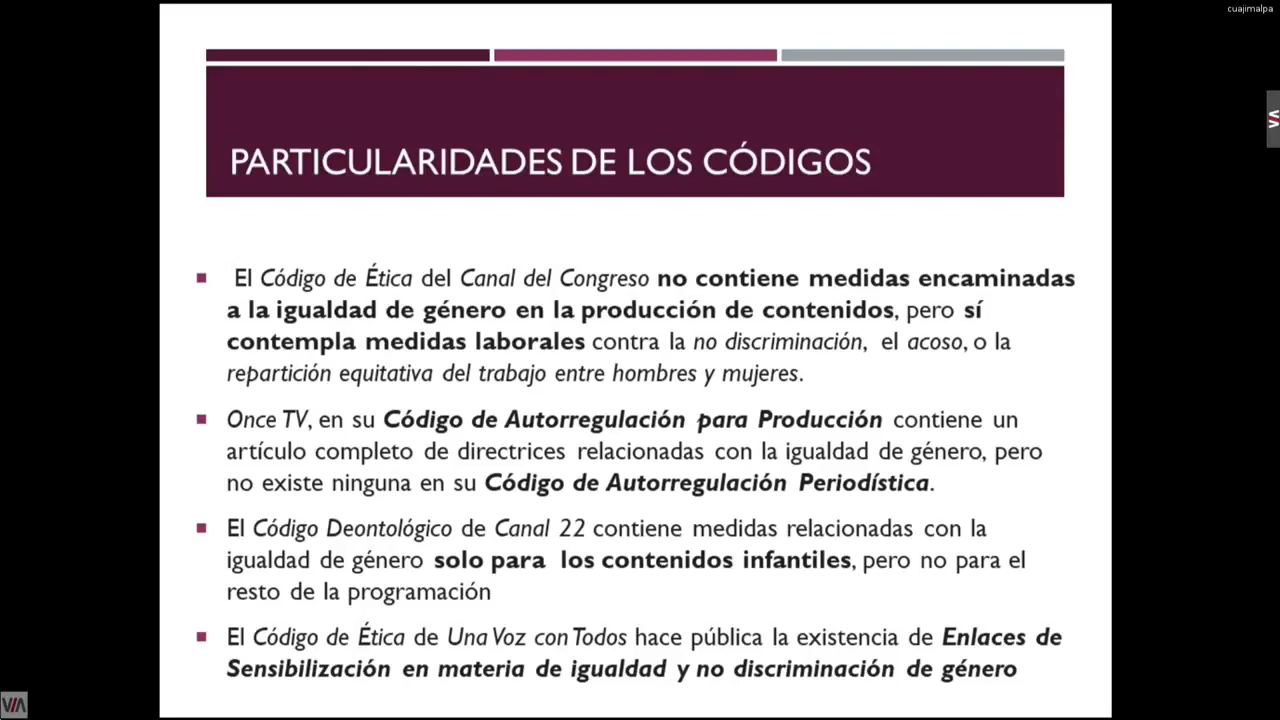 cuajimalpa
PARTICULARIDADES DE LOS CÓDIGOS
El Código de Ética del Canal del Congreso no contiene medidas encaminadas
a la igualdad de género en la producción de contenidos, pero sí
contempla medidas laborales contra la no discriminación, el acoso, o la
repartición equitativa del trabajo entre hombres y mujeres.
Once TV, en su Código de Autorregulación para Producción contiene un
artículo completo de directrices relacionadas con la igualdad de género, pero
no existe ninguna en su Código de Autorregulación Periodística.
El Código Deontológico de Canal 22 contiene medidas relacionadas con la
igualdad de género solo para los contenidos infantiles, pero no para el
resto de la programación
El Código de Ética de Una Voz con Todos hace pública la existencia de Enlaces de
Sensibilización en materia de igualdad y no discriminación de género
VIA